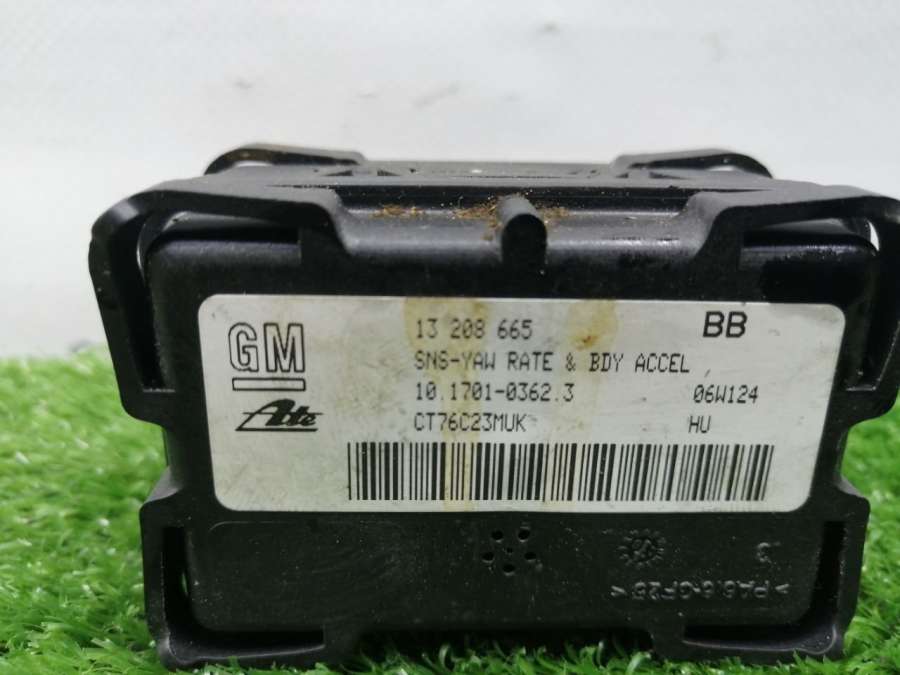 GM
13 208 665 BB
SNS-YAW RATE & BDY ACCEL
Ate
10.1701-0362.3 06W124
CT76C23MUK HU
3
>PA6.6-GF25<